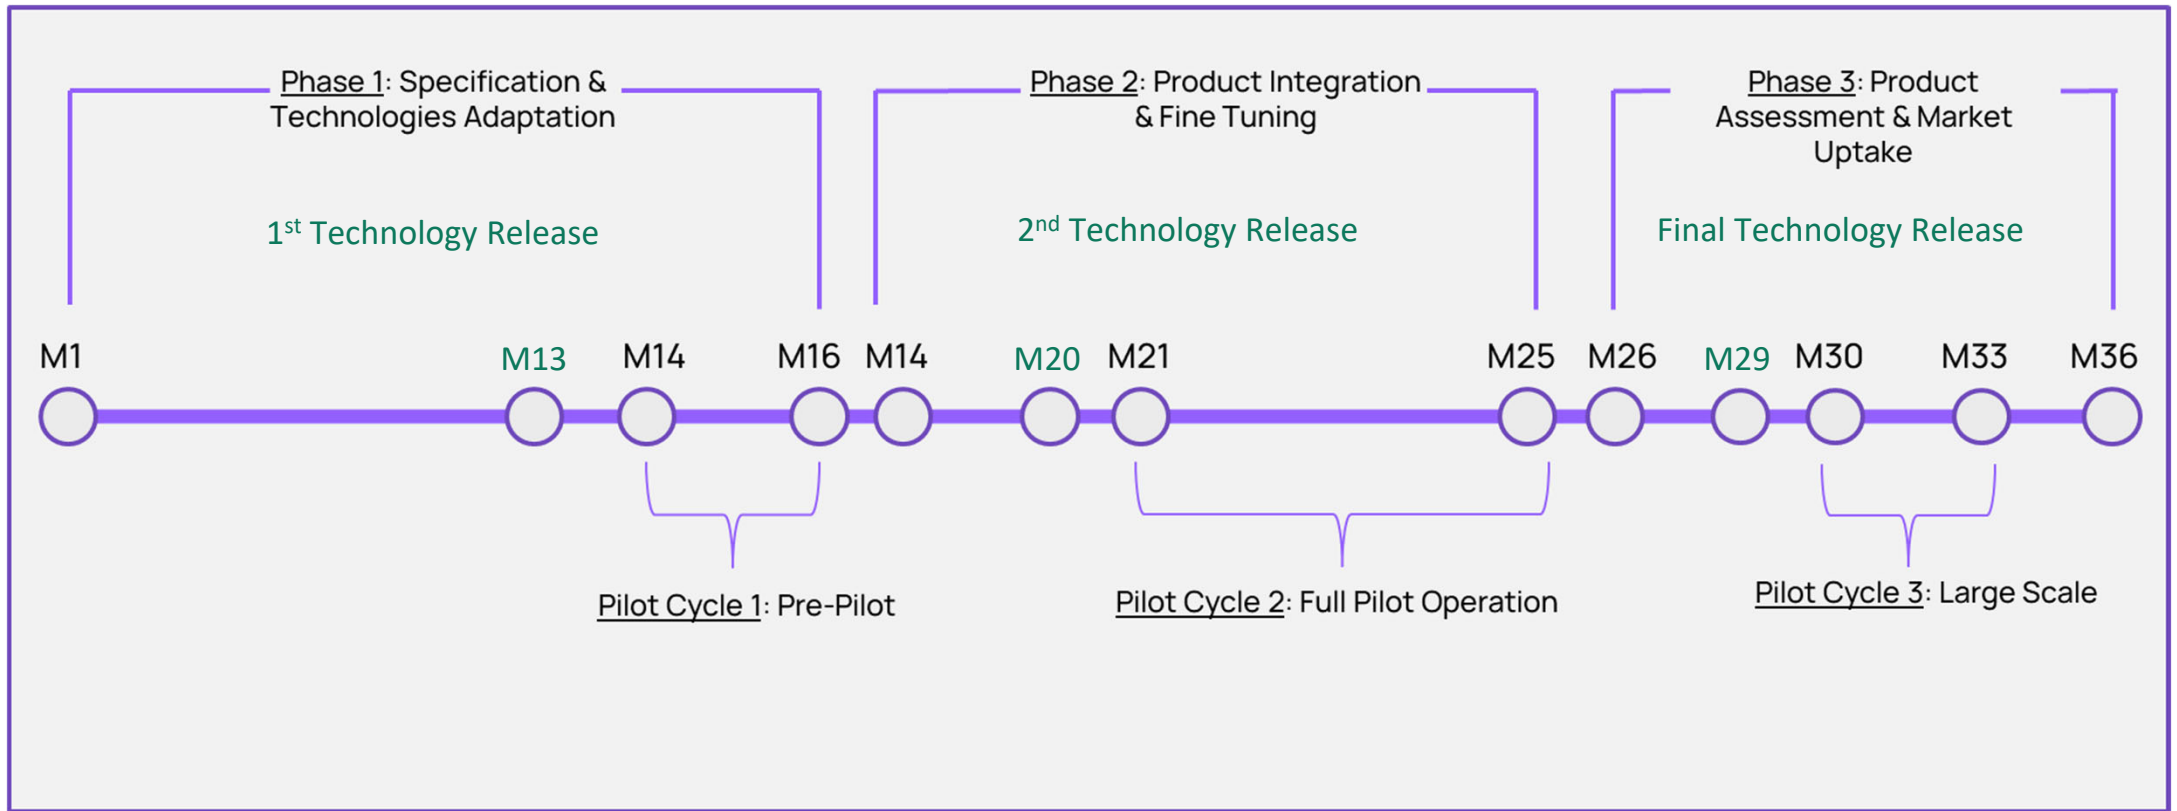 Phase 1: Specification &
Technologies Adaptation
Phase 2: Product Integration
& Fine Tuning
Phase 3: Product
Assessment & Market
Uptake
1st Technology Release
2nd Technology Release
Final Technology Release
M1 M13 M14 M16 M14 M20 M21 M25 M26 M29 M30 M33 M36
Pilot Cycle 1: Pre-Pilot
Pilot Cycle 2: Full Pilot Operation
Pilot Cycle 3: Large Scale